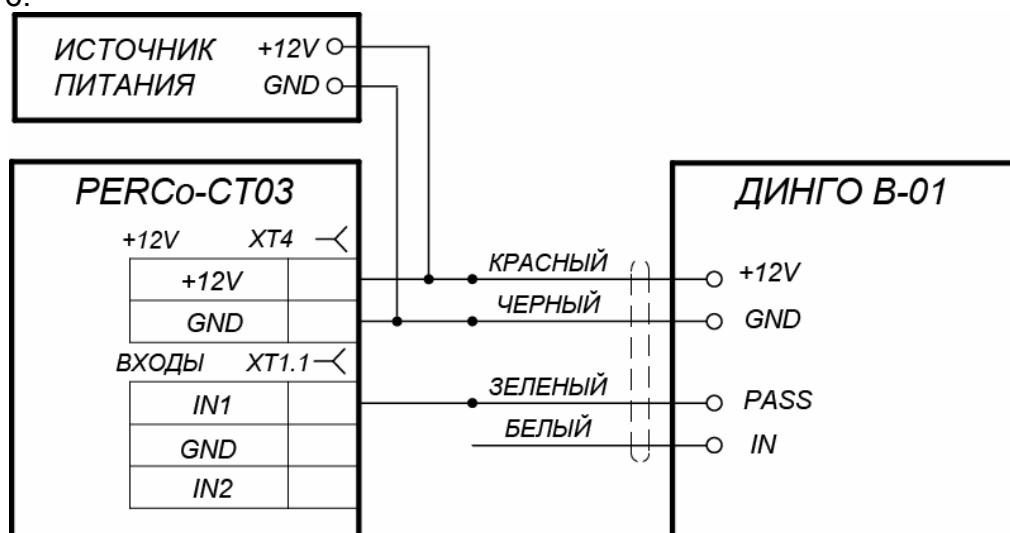 ИСТОЧНИК +12V
ПИТАНИЯ GND
PERCo-CT03
+12V XT4
+12V
GND
ВХОДЫ XT1.1
IN1
GND
IN2
КРАСНЫЙ
ЧЕРНЫЙ
ЗЕЛЕНЫЙ
БЕЛЫЙ
ДИНГО В-01
+12V
GND
PASS
IN